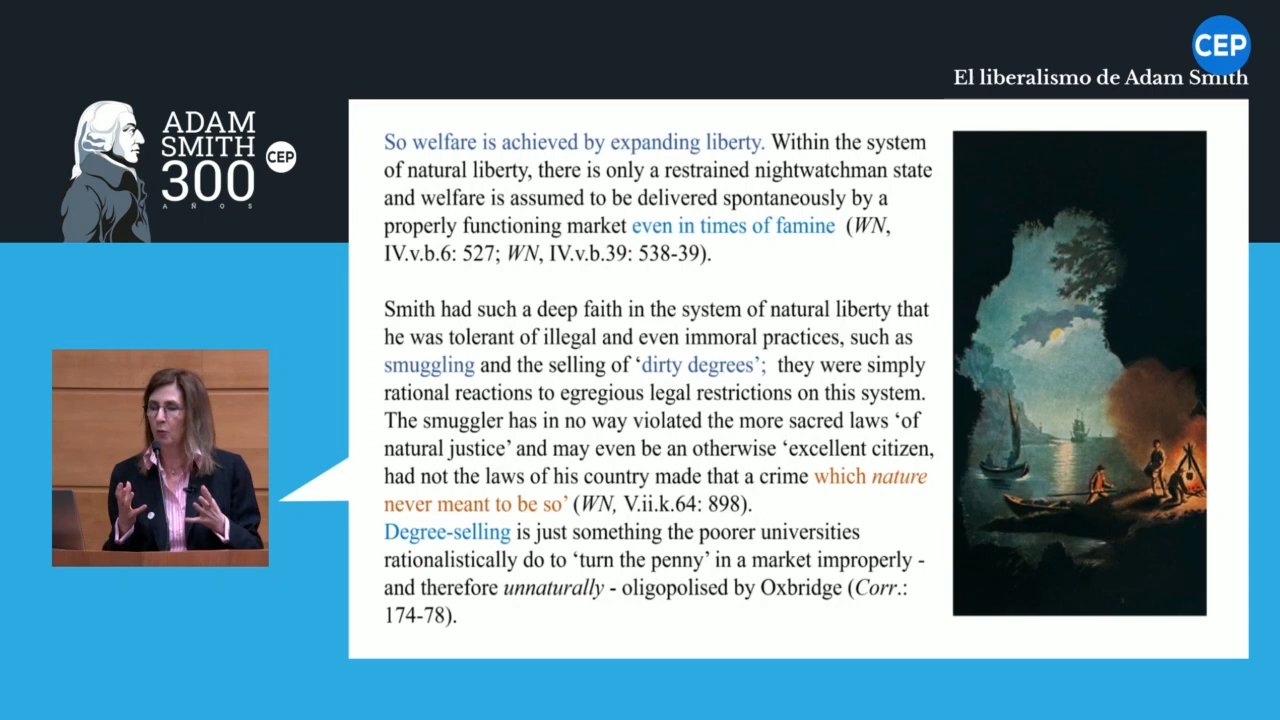 CEP
El liberalismo de Adam Smith
ADAM
SMITH
300
AÑOS
CEP
So welfare is achieved by expanding liberty. Within the system
of natural liberty, there is only a restrained nightwatchman state
and welfare is assumed to be delivered spontaneously by a
properly functioning market even in times of famine (WN,
IV.v.b.6: 527; WN, IV.v.b.39: 538-39).
Smith had such a deep faith in the system of natural liberty that
he was tolerant of illegal and even immoral practices, such as
smuggling and the selling of ‘dirty degrees’; they were simply
rational reactions to egregious legal restrictions on this system.
The smuggler has in no way violated the more sacred laws ‘of
natural justice’ and may even be an otherwise ‘excellent citizen,
had not the laws of his country made that a crime which nature
never meant to be so’ (WN, V.ii.k.64: 898).
Degree-selling is just something the poorer universities
rationalistically do to ‘turn the penny’ in a market improperly -
and therefore unnaturally - oligopolised by Oxbridge (Corr.:
174-78).